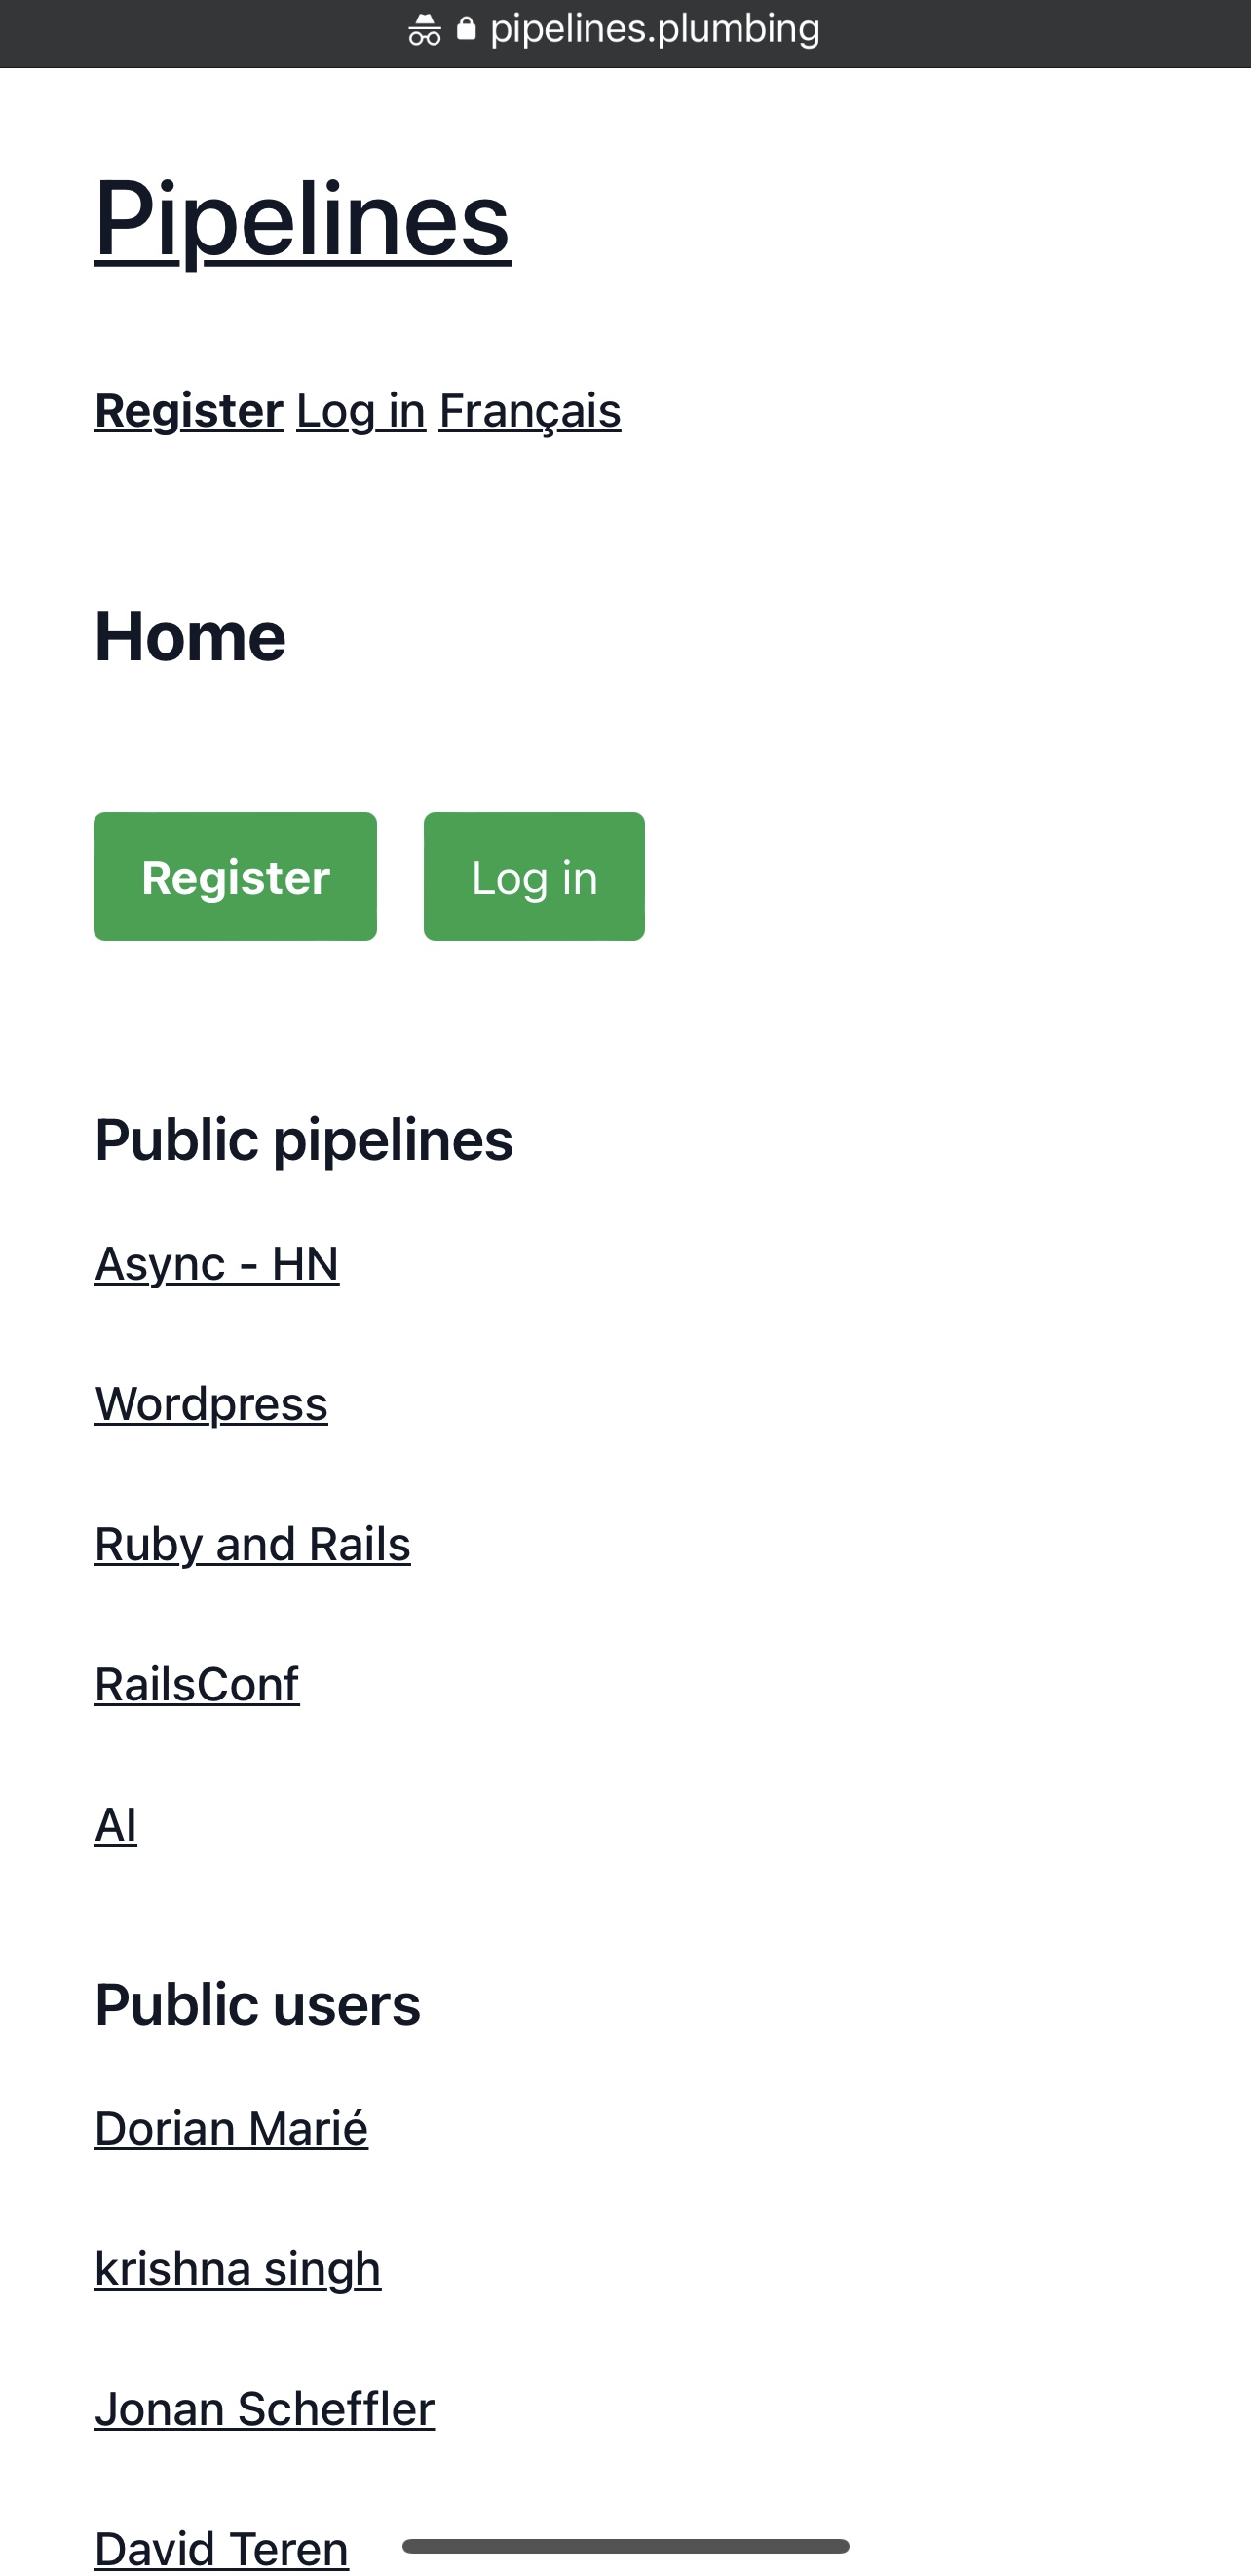 pipelines.plumbing
Pipelines
Register Log in Français
Home
Register Log in
Public pipelines
Async - HN
Wordpress
Ruby and Rails
RailsConf
AI
Public users
Dorian Marié
krishna singh
Jonan Scheffler
David Teren